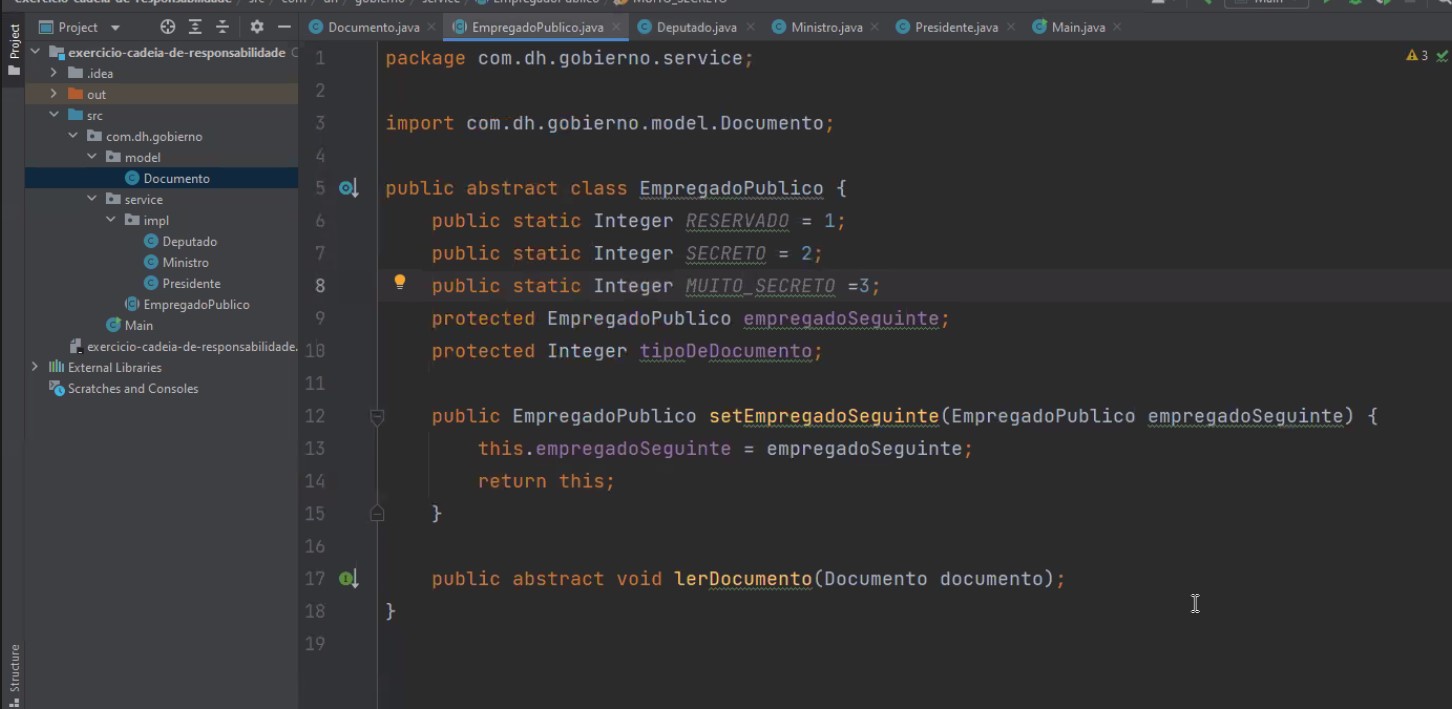 Project
Documento.java
EmpregadoPublico.java
Deputado.java
Ministro.java
Presidente.java
Main.java
Project
exercicio-cadeia-de-responsabilidade
.idea
out
src
com.dh.gobierno
model
Documento
service
impl
Deputado
Ministro
Presidente
EmpregadoPublico
Main
exercicio-cadeia-de-responsabilidade.
External Libraries
Scratches and Consoles
Structure
3
1 package com.dh.gobierno.service;
2
3 import com.dh.gobierno.model.Documento;
4
5 public abstract class EmpregadoPublico {
6 public static Integer RESERVADO = 1;
7 public static Integer SECRETO = 2;
8 public static Integer MUITO_SECRETO =3;
9 protected EmpregadoPublico empregadoSeguinte;
10 protected Integer tipoDeDocumento;
11
12 public EmpregadoPublico setEmpregadoSeguinte(EmpregadoPublico empregadoSeguinte) {
13 this.empregadoSeguinte = empregadoSeguinte;
14 return this;
15 }
16
17 public abstract void lerDocumento(Documento documento);
18 }
19